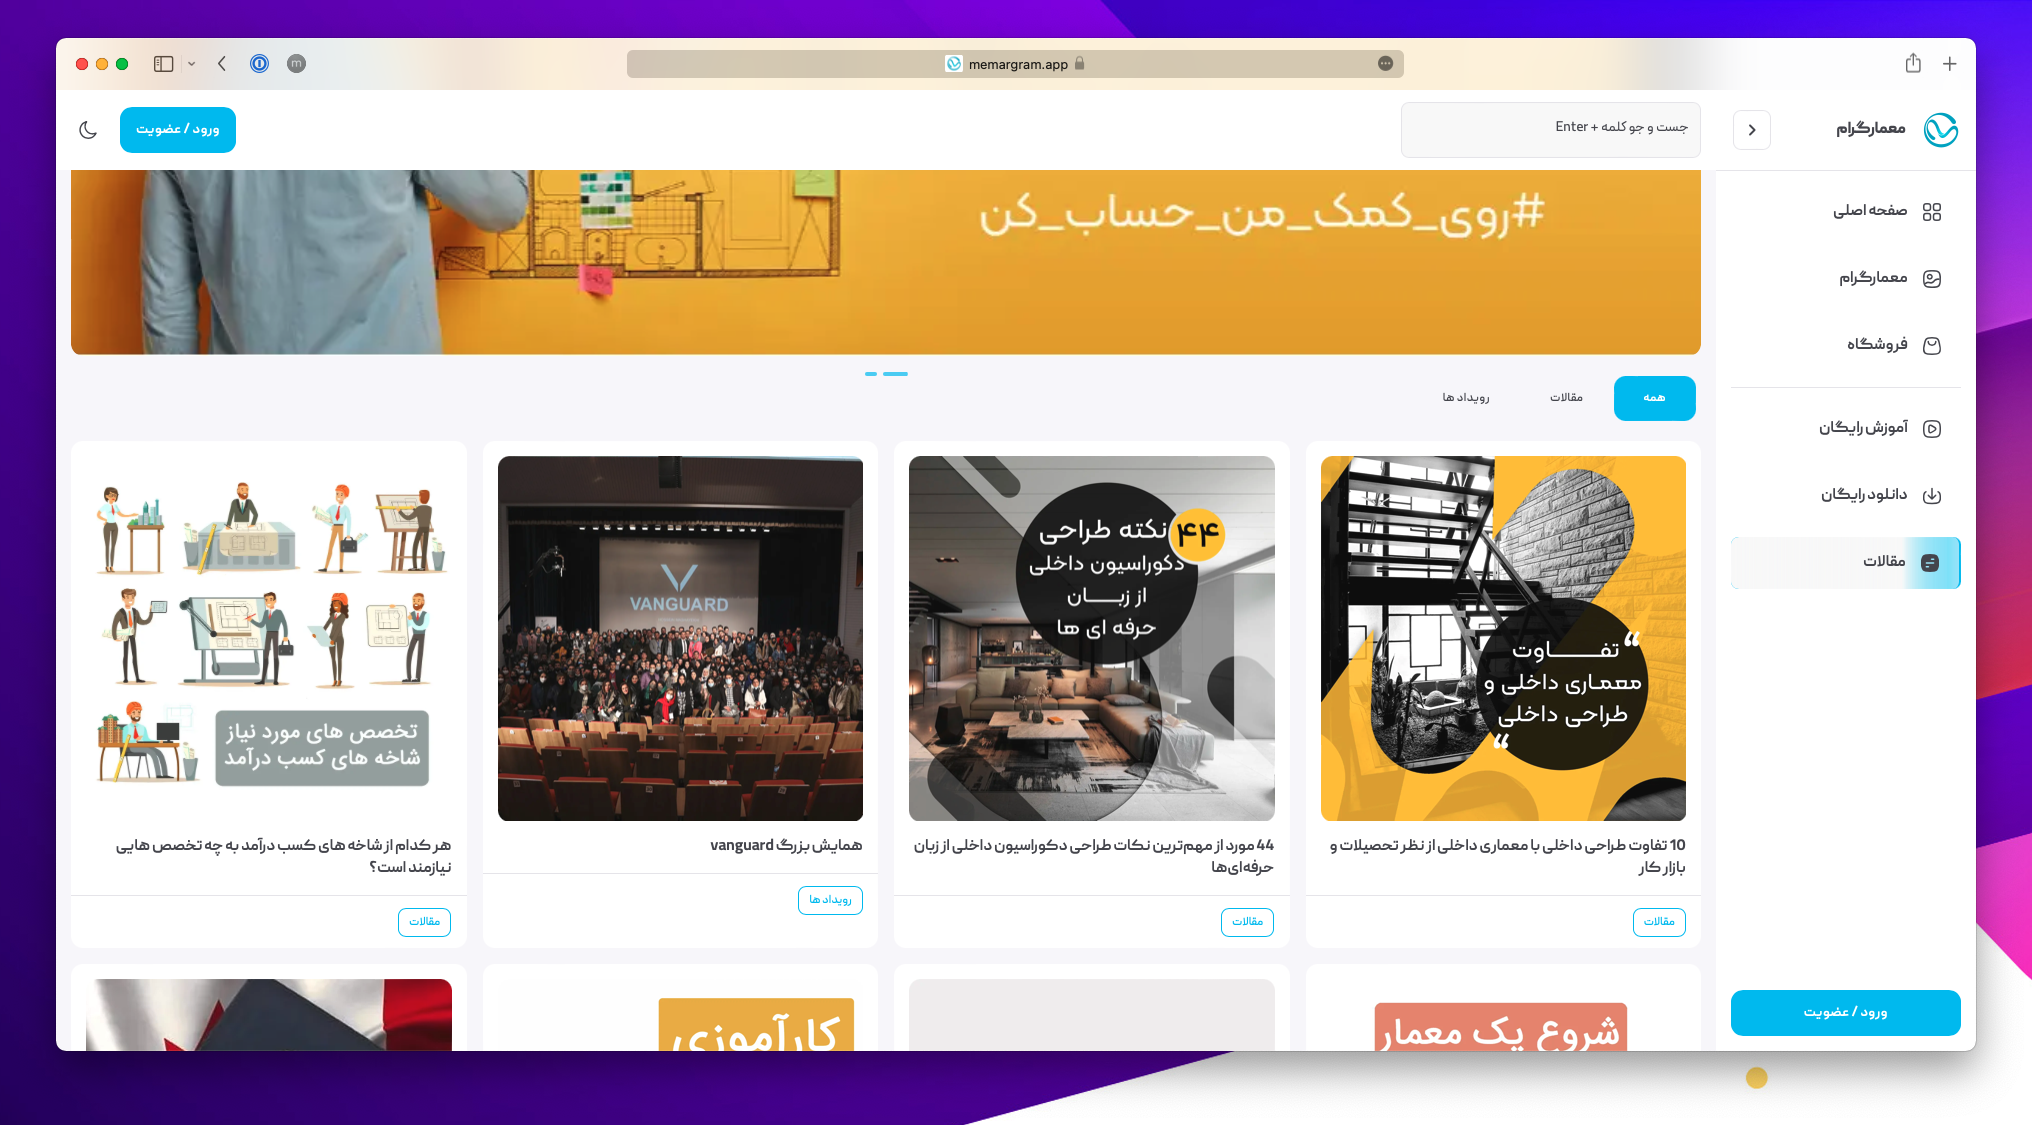 memargram.app
معمارگرام
جست و جو کلمه + Enter
ورود / عضویت
صفحه اصلی
معمارگرام
فروشگاه
آموزش رایگان
دانلود رایگان
مقالات
ورود / عضویت
#روی_کمک_من_حساب_کن
همه
مقالات
رویداد ها
“ تفـــاوت
معمـاری داخلی و
طراحی داخلی
“
10 تفاوت طراحی داخلی با معماری داخلی از نظر تحصیلات و
بازار کار
مقالات
۴۴ نکته طراحی
دکوراسیون داخلی
از زبـــان
حرفه ای ها
44 مورد از مهم‌ترین نکات طراحی دکوراسیون داخلی از زبان
حرفه‌ای‌ها
مقالات
VANGUARD
همایش بزرگ vanguard
رویداد ها
تخصص های مورد نیاز
شاخه های کسب درآمد
هر کدام از شاخه های کسب درآمد به چه تخصص هایی
نیازمند است؟
مقالات
شروع یک معمار
کارآموزی